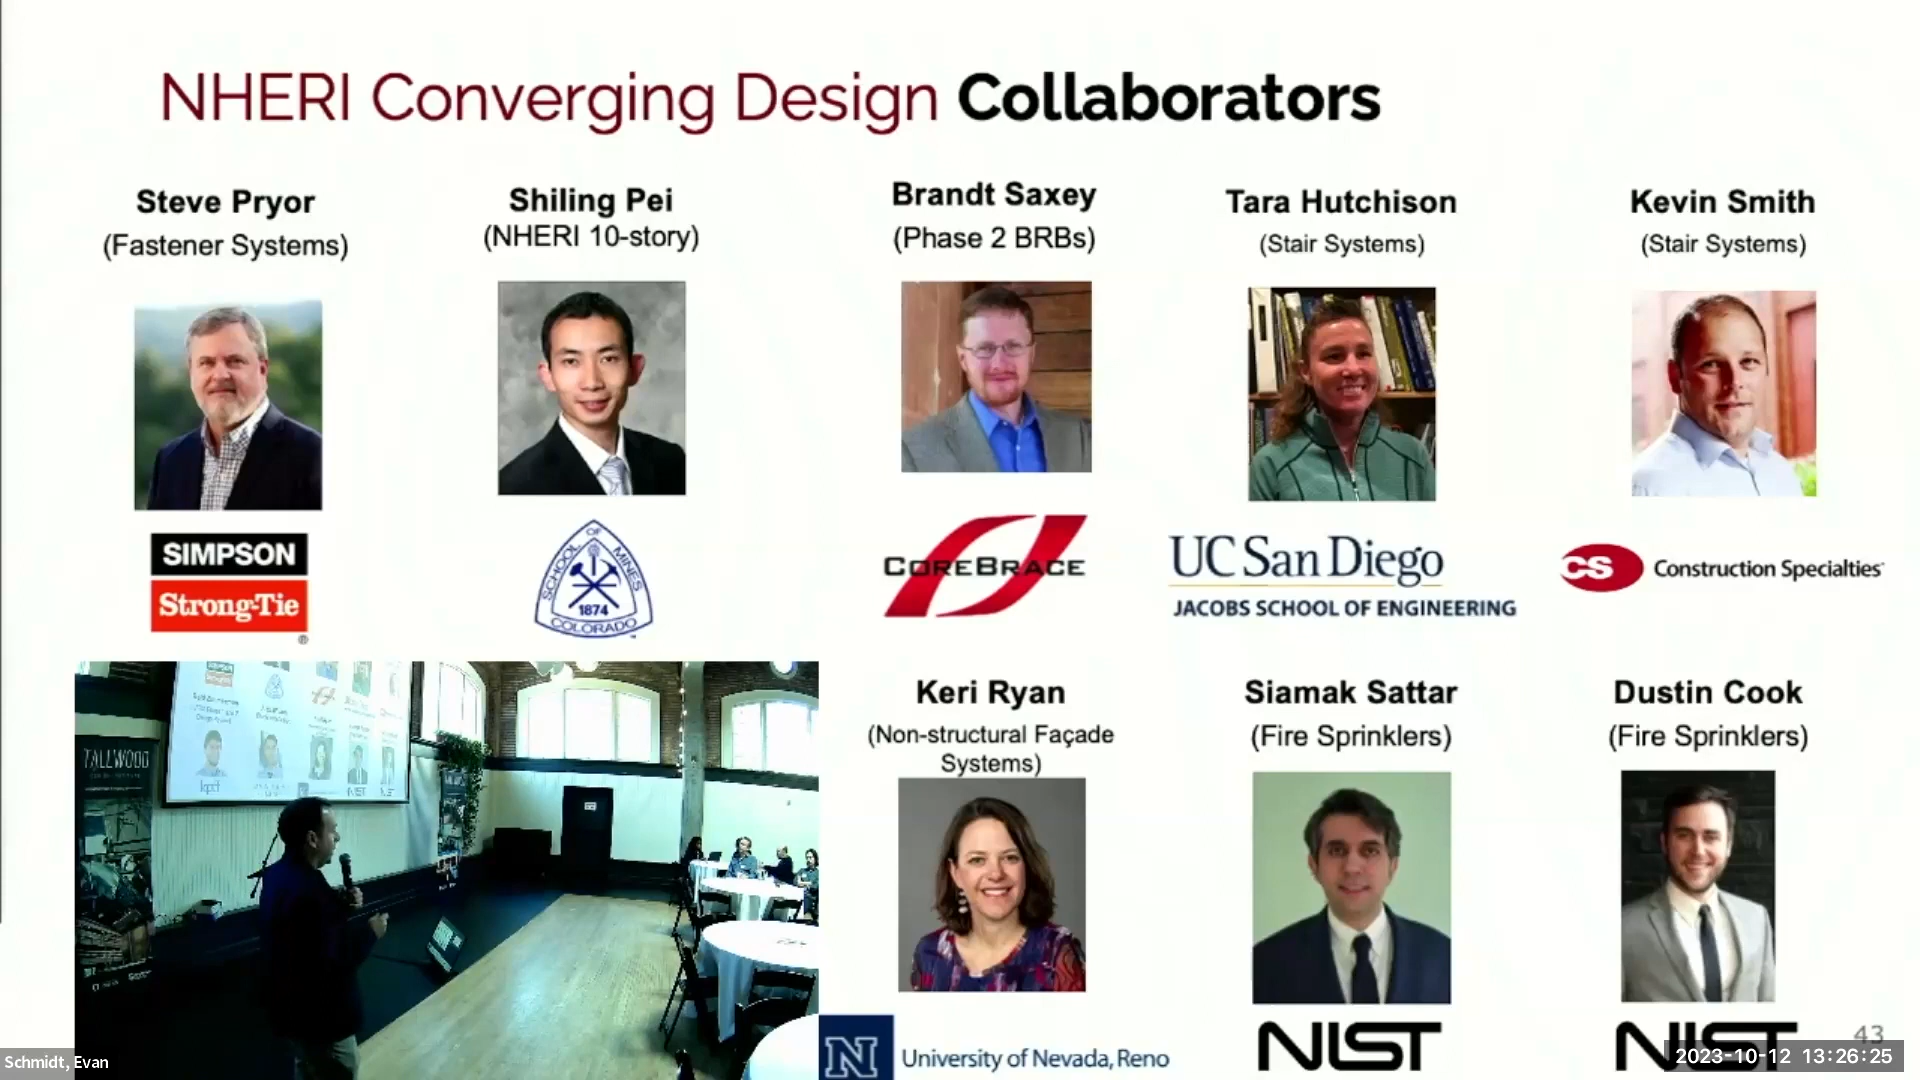 NHERI Converging Design Collaborators
Steve Pryor
(Fastener Systems)
Shiling Pei
(NHERI 10-story)
Brandt Saxey
(Phase 2 BRBs)
Tara Hutchison
(Stair Systems)
Kevin Smith
(Stair Systems)
SIMPSON
Strong-Tie
®
SCHOOL OF MINES
1874
COLORADO
COREBRACE
UC San Diego
JACOBS SCHOOL OF ENGINEERING
CS Construction Specialties
TALLWOOD
Keri Ryan
(Non-structural Façade
Systems)
Siamak Sattar
(Fire Sprinklers)
Dustin Cook
(Fire Sprinklers)
N University of Nevada, Reno
NIST
NIST
43
Schmidt, Evan
2023-10-12 13:26:25